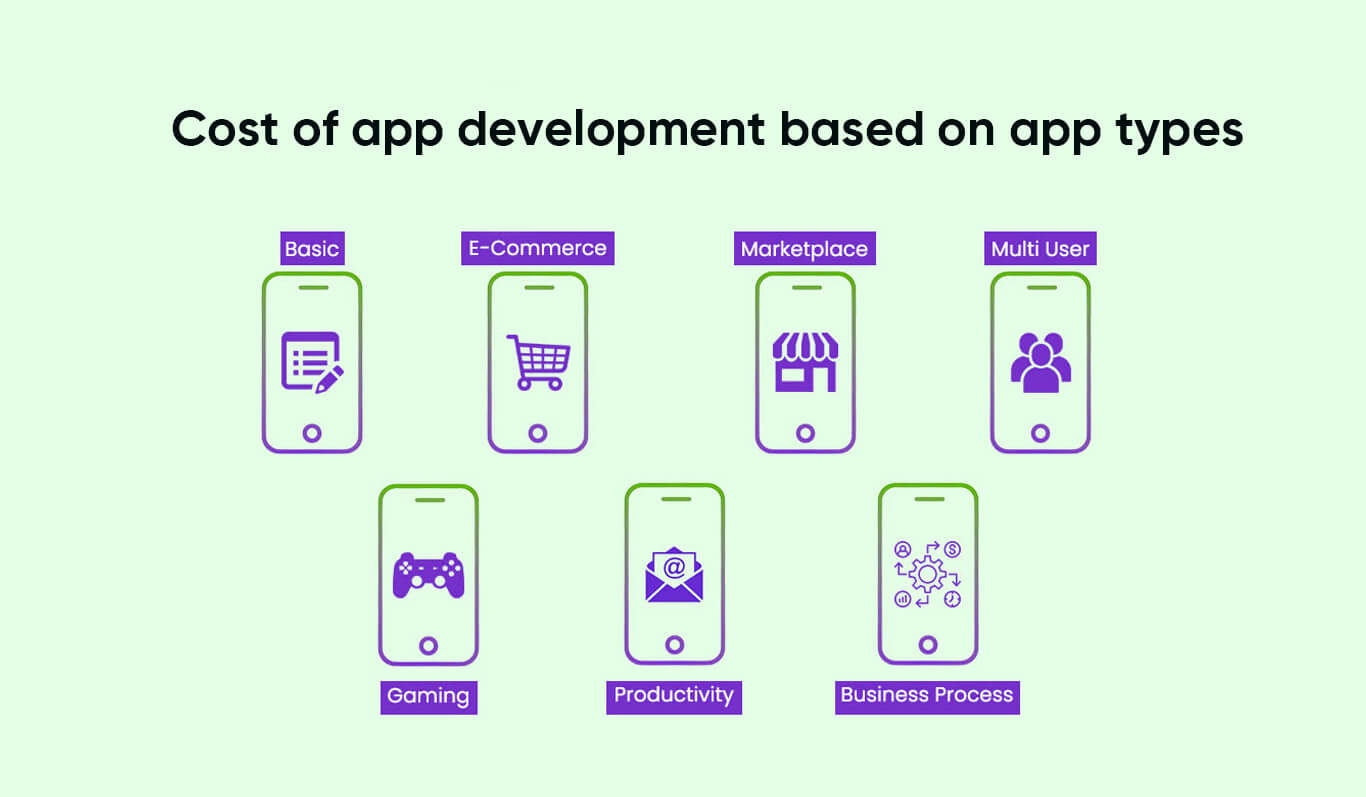 Cost of app development based on app types
Basic
E-Commerce
Marketplace
Multi User
@
$
Gaming
Productivity
Business Process